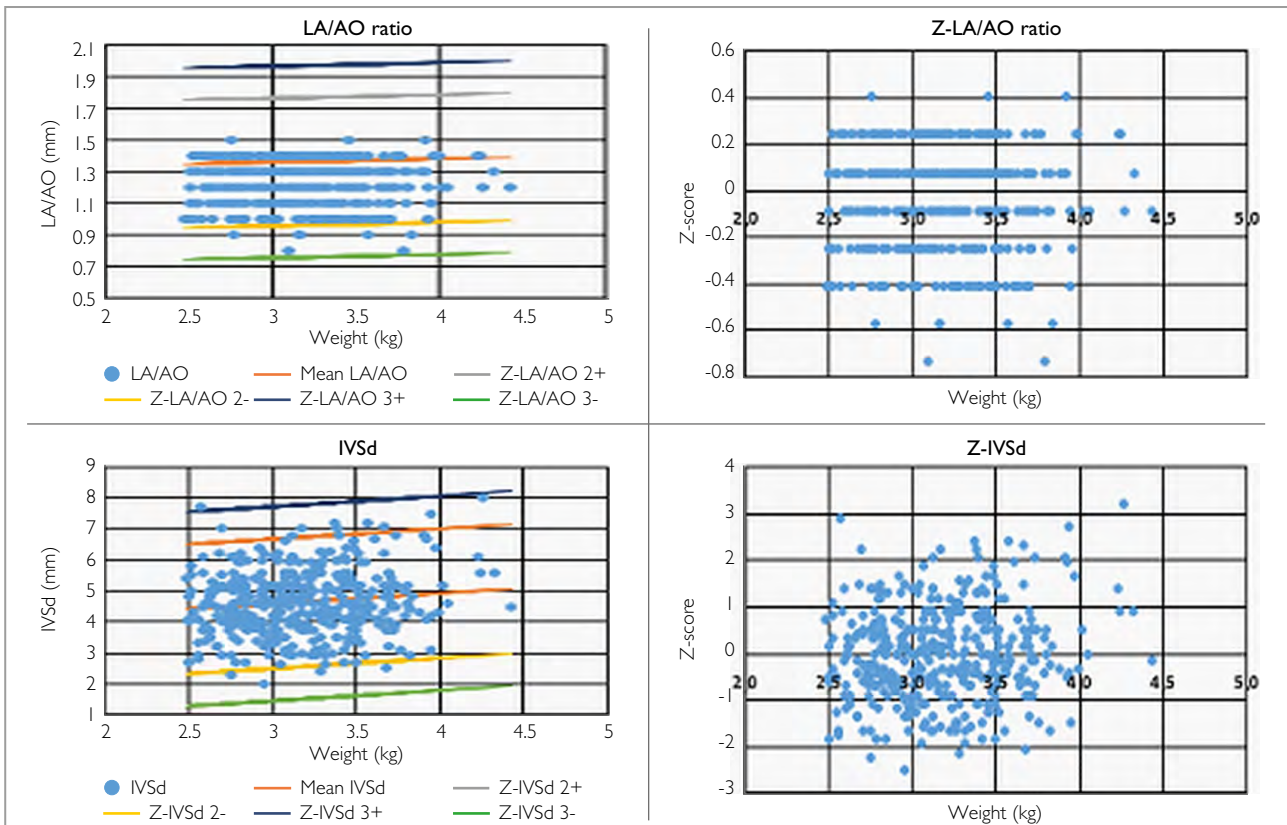 LA/AO ratio
LA/AO (mm)
2.1
1.9
1.7
1.5
1.3
1.1
0.9
0.7
0.5
2 2.5 3 3.5 4 4.5 5
Weight (kg)
LA/AO Mean LA/AO Z-LA/AO 2+
Z-LA/AO 2- Z-LA/AO 3+ Z-LA/AO 3-
Z-LA/AO ratio
Z-score
0.6
0.4
0.2
0
2.0 2.5 3.0 3.5 4.0 4.5 5.0
-0.2
-0.4
-0.6
-0.8
Weight (kg)
IVSd
IVSd (mm)
9
8
7
6
5
4
3
2
1
2 2.5 3 3.5 4 4.5 5
Weight (kg)
IVSd Mean IVSd Z-IVSd 2+
Z-IVSd 2- Z-IVSd 3+ Z-IVSd 3-
Z-IVSd
Z-score
4
3
2
1
0
2.0 2.5 3.0 3.5 4.0 4.5 5.0
-1
-2
-3
Weight (kg)